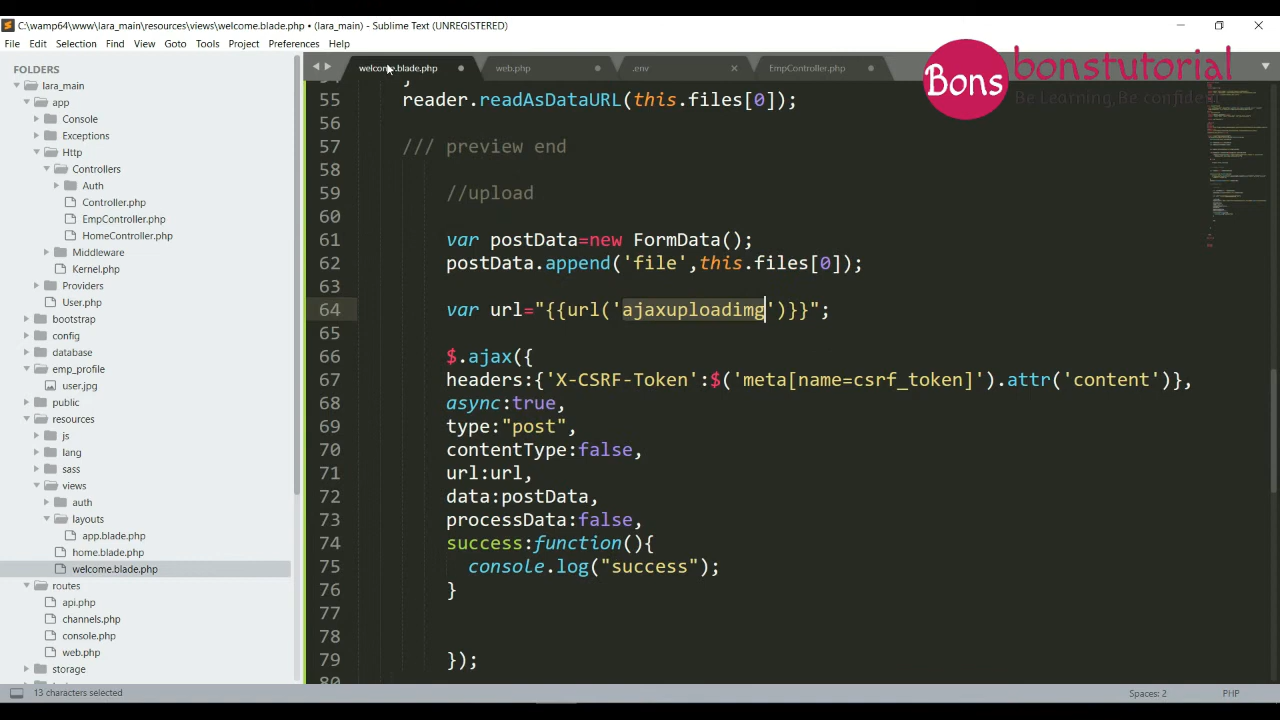 C:\wamp64\www\lara_main\resources\views\welcome.blade.php • (lara_main) - Sublime Text (UNREGISTERED)
File Edit Selection Find View Goto Tools Project Preferences Help
FOLDERS
lara_main
app
Console
Exceptions
Http
Controllers
Auth
Controller.php
EmpController.php
HomeController.php
Middleware
Kernel.php
Providers
User.php
bootstrap
config
database
emp_profile
user.jpg
public
resources
js
lang
sass
views
auth
layouts
app.blade.php
home.blade.php
welcome.blade.php
routes
api.php
channels.php
console.php
web.php
storage
welcome.blade.php web.php .env EmpController.php
Bons bonstutorial
Be Learning Be confide
55 reader.readAsDataURL(this.files[0]);
56
57 /// preview end
58
59 //upload
60
61 var postData=new FormData();
62 postData.append('file',this.files[0]);
63
64 var url="{{url('ajaxuploadimg')}}";
65
66 $.ajax({
67 headers:{'X-CSRF-Token':$('meta[name=csrf_token]').attr('content')},
68 async:true,
69 type:"post",
70 contentType:false,
71 url:url,
72 data:postData,
73 processData:false,
74 success:function(){
75 console.log("success");
76 }
77
78
79 });
13 characters selected Spaces: 2 PHP